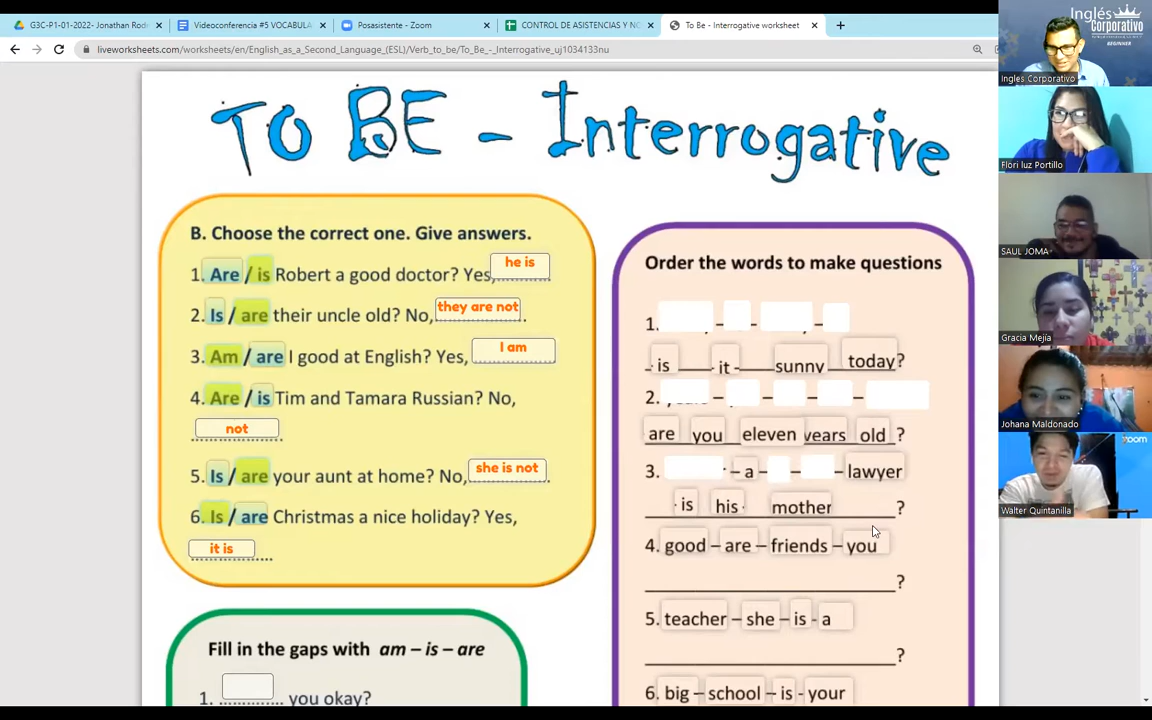 G3C-P1-01-2022- Jonathan Rod
Videoconferencia #5 VOCABULA
Posasistente - Zoom
CONTROL DE ASISTENCIAS Y NO
To Be - Interrogative worksheet
liveworksheets.com/worksheets/en/English_as_a_Second_Language_(ESL)/Verb_to_be/To_Be_-_Interrogative_uj1034133nu
TO BE - Interrogative
B. Choose the correct one. Give answers.
1. Are / is Robert a good doctor? Yes, he is
2. Is / are their uncle old? No, they are not.
3. Am / are I good at English? Yes, I am
4. Are / is Tim and Tamara Russian? No,
not
5. Is / are your aunt at home? No, she is not.
6. Is / are Christmas a nice holiday? Yes,
it is
Fill in the gaps with am – is – are
1. you okay?
Order the words to make questions
1. – – –
is it - sunny today?
2. – – – –
are you eleven years old ?
3. - a - – – lawyer
is his mother ?
4. good – are – friends – you
?
5. teacher – she – is - a
?
6. big – school – is - your
Inglés
Corporativo
BEGINNER
Ingles Corporativo
Flori luz Portillo
SAUL JOMA
Gracia Mejía
Johana Maldonado
zoom
Walter Quintanilla